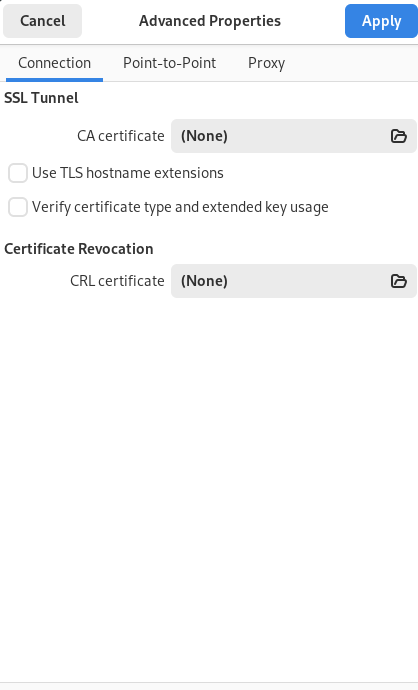 Cancel Advanced Properties Apply
Connection Point-to-Point Proxy
SSL Tunnel
CA certificate (None)
Use TLS hostname extensions
Verify certificate type and extended key usage
Certificate Revocation
CRL certificate (None)